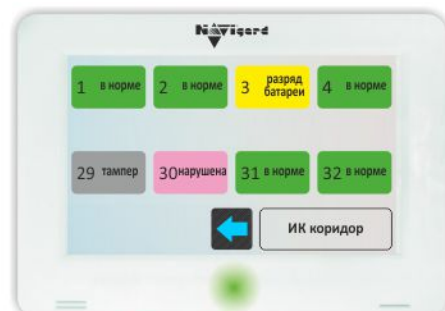 Navigard
1 в норме 2 в норме 3 разряд батареи 4 в норме
29 тампер 30 нарушена 31 в норме 32 в норме
ИК коридор